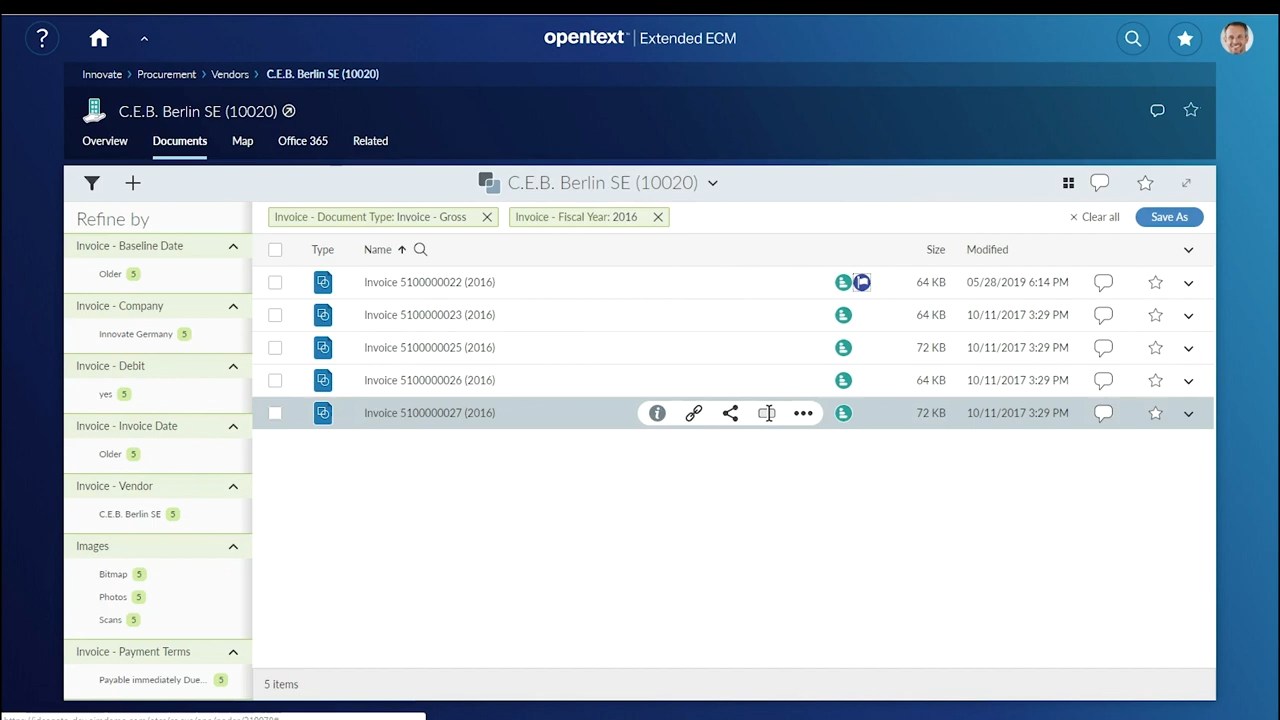 ?
opentext™ | Extended ECM
Innovate > Procurement > Vendors > C.E.B. Berlin SE (10020)
C.E.B. Berlin SE (10020)
Overview Documents Map Office 365 Related
C.E.B. Berlin SE (10020)
Refine by
Invoice - Document Type: Invoice - Gross Invoice - Fiscal Year: 2016 Clear all Save As
Invoice - Baseline Date
Older 5
Invoice - Company
Innovate Germany 5
Invoice - Debit
yes 5
Invoice - Invoice Date
Older 5
Invoice - Vendor
C.E.B. Berlin SE 5
Images
Bitmap 5
Photos 5
Scans 5
Invoice - Payment Terms
Payable immediately Due... 5
Type Name Size Modified
Invoice 5100000022 (2016) 64 KB 05/28/2019 6:14 PM
Invoice 5100000023 (2016) 64 KB 10/11/2017 3:29 PM
Invoice 5100000025 (2016) 72 KB 10/11/2017 3:29 PM
Invoice 5100000026 (2016) 64 KB 10/11/2017 3:29 PM
Invoice 5100000027 (2016) 72 KB 10/11/2017 3:29 PM
5 items